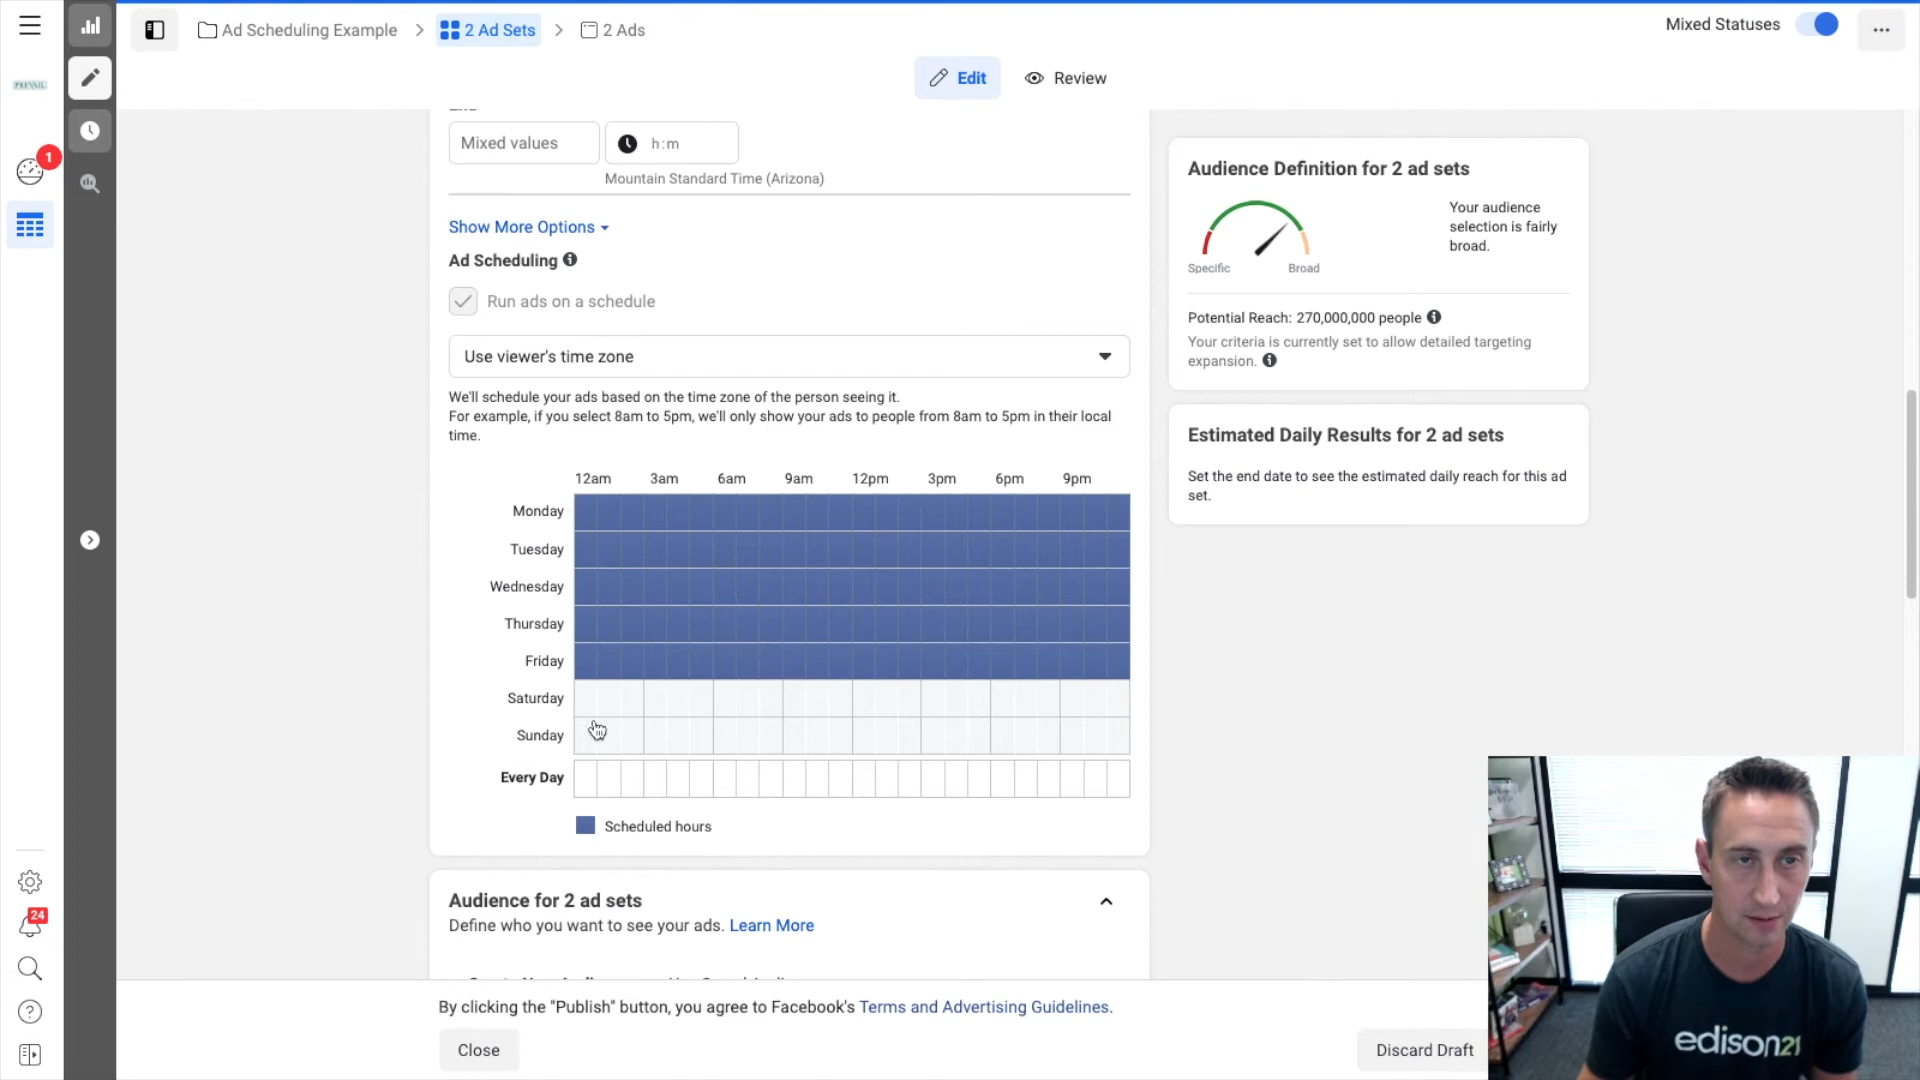 Ad Scheduling Example
2 Ad Sets
2 Ads
Mixed Statuses
PRENSIL
Edit
Review
1
Mixed values
h:m
Mountain Standard Time (Arizona)
Show More Options
Ad Scheduling
Run ads on a schedule
Use viewer's time zone
We'll schedule your ads based on the time zone of the person seeing it.
For example, if you select 8am to 5pm, we'll only show your ads to people from 8am to 5pm in their local
time.
12am 3am 6am 9am 12pm 3pm 6pm 9pm
Monday
Tuesday
Wednesday
Thursday
Friday
Saturday
Sunday
Every Day
Scheduled hours
Audience for 2 ad sets
Define who you want to see your ads. Learn More
Audience Definition for 2 ad sets
Your audience
selection is fairly
broad.
Specific
Broad
Potential Reach: 270,000,000 people
Your criteria is currently set to allow detailed targeting
expansion.
Estimated Daily Results for 2 ad sets
Set the end date to see the estimated daily reach for this ad
set.
24
By clicking the "Publish" button, you agree to Facebook's Terms and Advertising Guidelines.
Close
Discard Draft
edison21